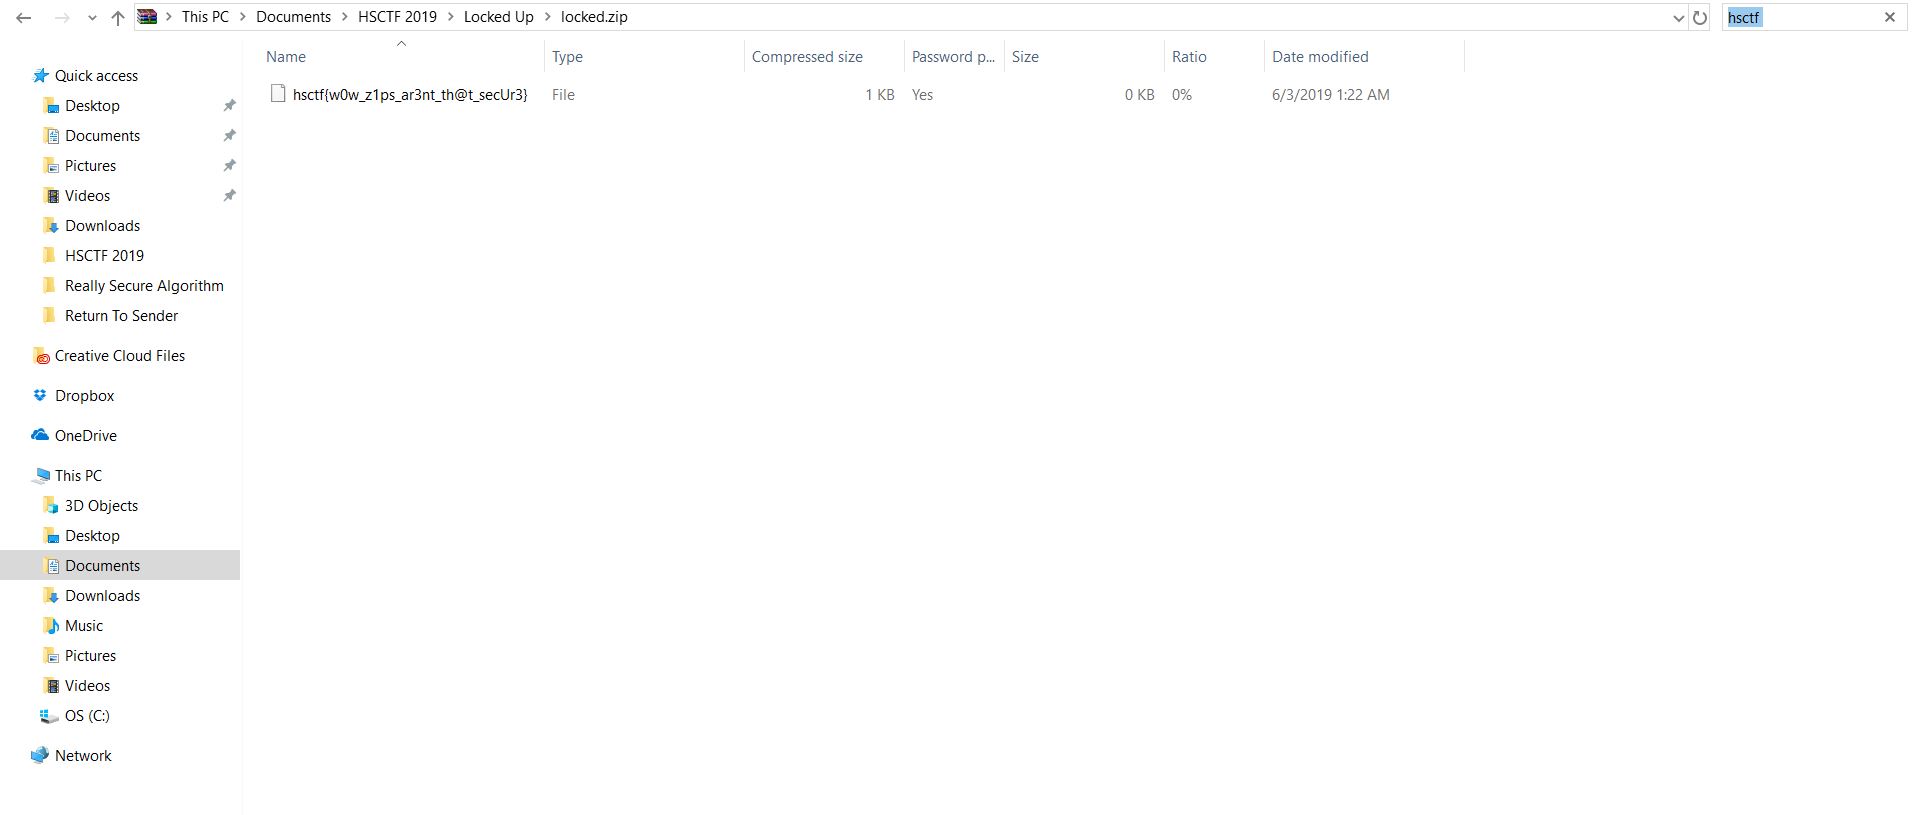 This PC Documents HSCTF 2019 Locked Up locked.zip hsctf
Name Type Compressed size Password p... Size Ratio Date modified
hsctf{w0w_z1ps_ar3nt_th@t_secUr3} File 1 KB Yes 0 KB 0% 6/3/2019 1:22 AM
Quick access
Desktop
Documents
Pictures
Videos
Downloads
HSCTF 2019
Really Secure Algorithm
Return To Sender
Creative Cloud Files
Dropbox
OneDrive
This PC
3D Objects
Desktop
Documents
Downloads
Music
Pictures
Videos
OS (C:)
Network